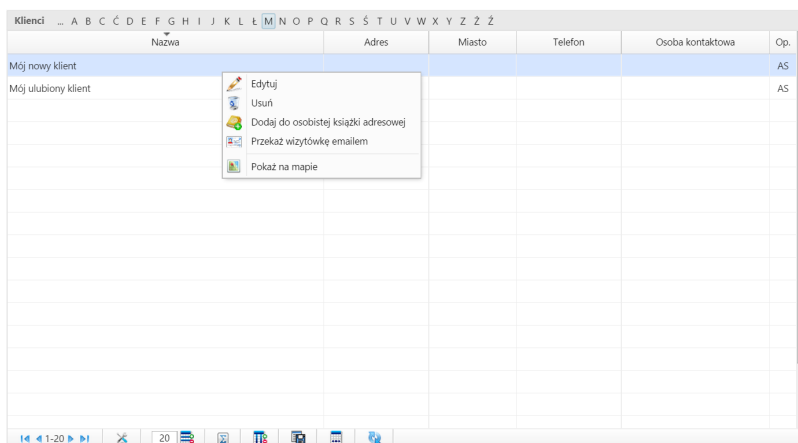 Klienci ... A B C Ć D E F G H I J K L Ł M N O P Q R S Ś T U V W X Y Z Ż Ź
Nazwa Adres Miasto Telefon Osoba kontaktowa Op.
Mój nowy klient AS
Mój ulubiony klient AS
Edytuj
Usuń
Dodaj do osobistej książki adresowej
Przekaż wizytówkę emailem
Pokaż na mapie
1-20 20